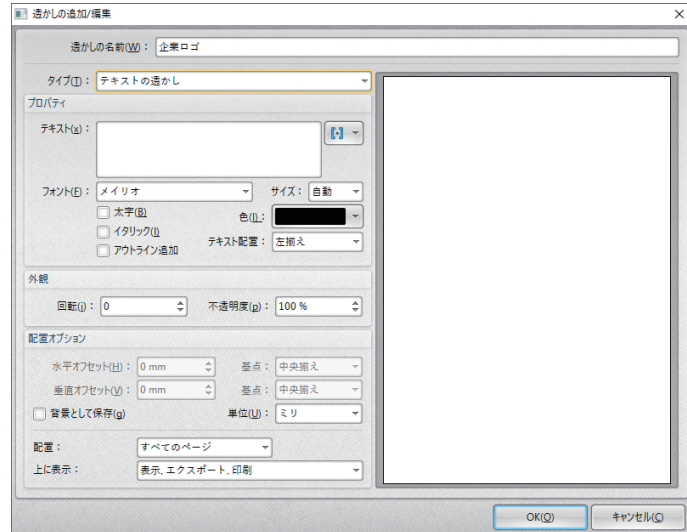 透かしの追加/編集
透かしの名前(W)： 企業ロゴ
タイプ(T)： テキストの透かし
プロパティ
テキスト(x)：
フォント(F)： メイリオ サイズ： 自動
太字(B) 色(I)：
イタリック(I)
アウトライン追加 テキスト配置： 左揃え
外観
回転(i)： 0 不透明度(p)： 100 %
配置オプション
水平オフセット(H)： 0 mm 基点： 中央揃え
垂直オフセット(V)： 0 mm 基点： 中央揃え
背景として保存(g) 単位(U)： ミリ
配置： すべてのページ
上に表示： 表示, エクスポート, 印刷
OK(O) キャンセル(C)